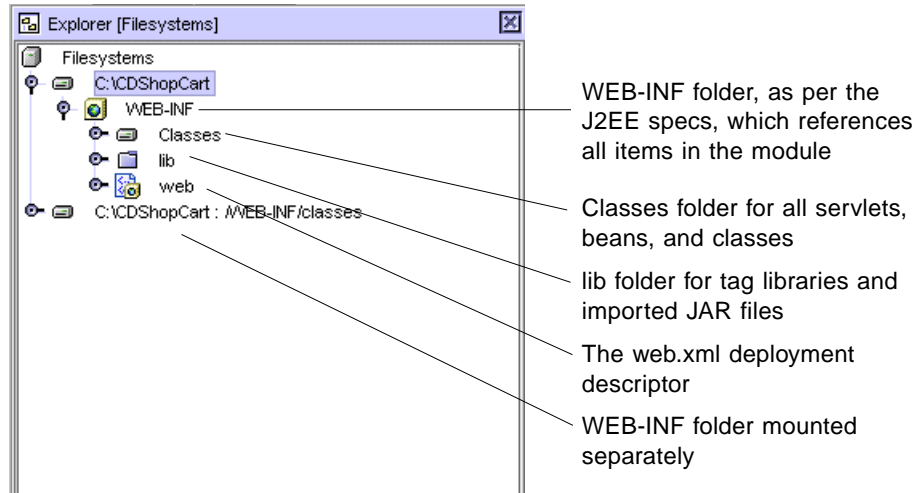 Explorer [Filesystems]
Filesystems
C:\CDShopCart
WEB-INF
Classes
lib
web
C:\CDShopCart : /WEB-INF/classes
WEB-INF folder, as per the
J2EE specs, which references
all items in the module
Classes folder for all servlets,
beans, and classes
lib folder for tag libraries and
imported JAR files
The web.xml deployment
descriptor
WEB-INF folder mounted
separately